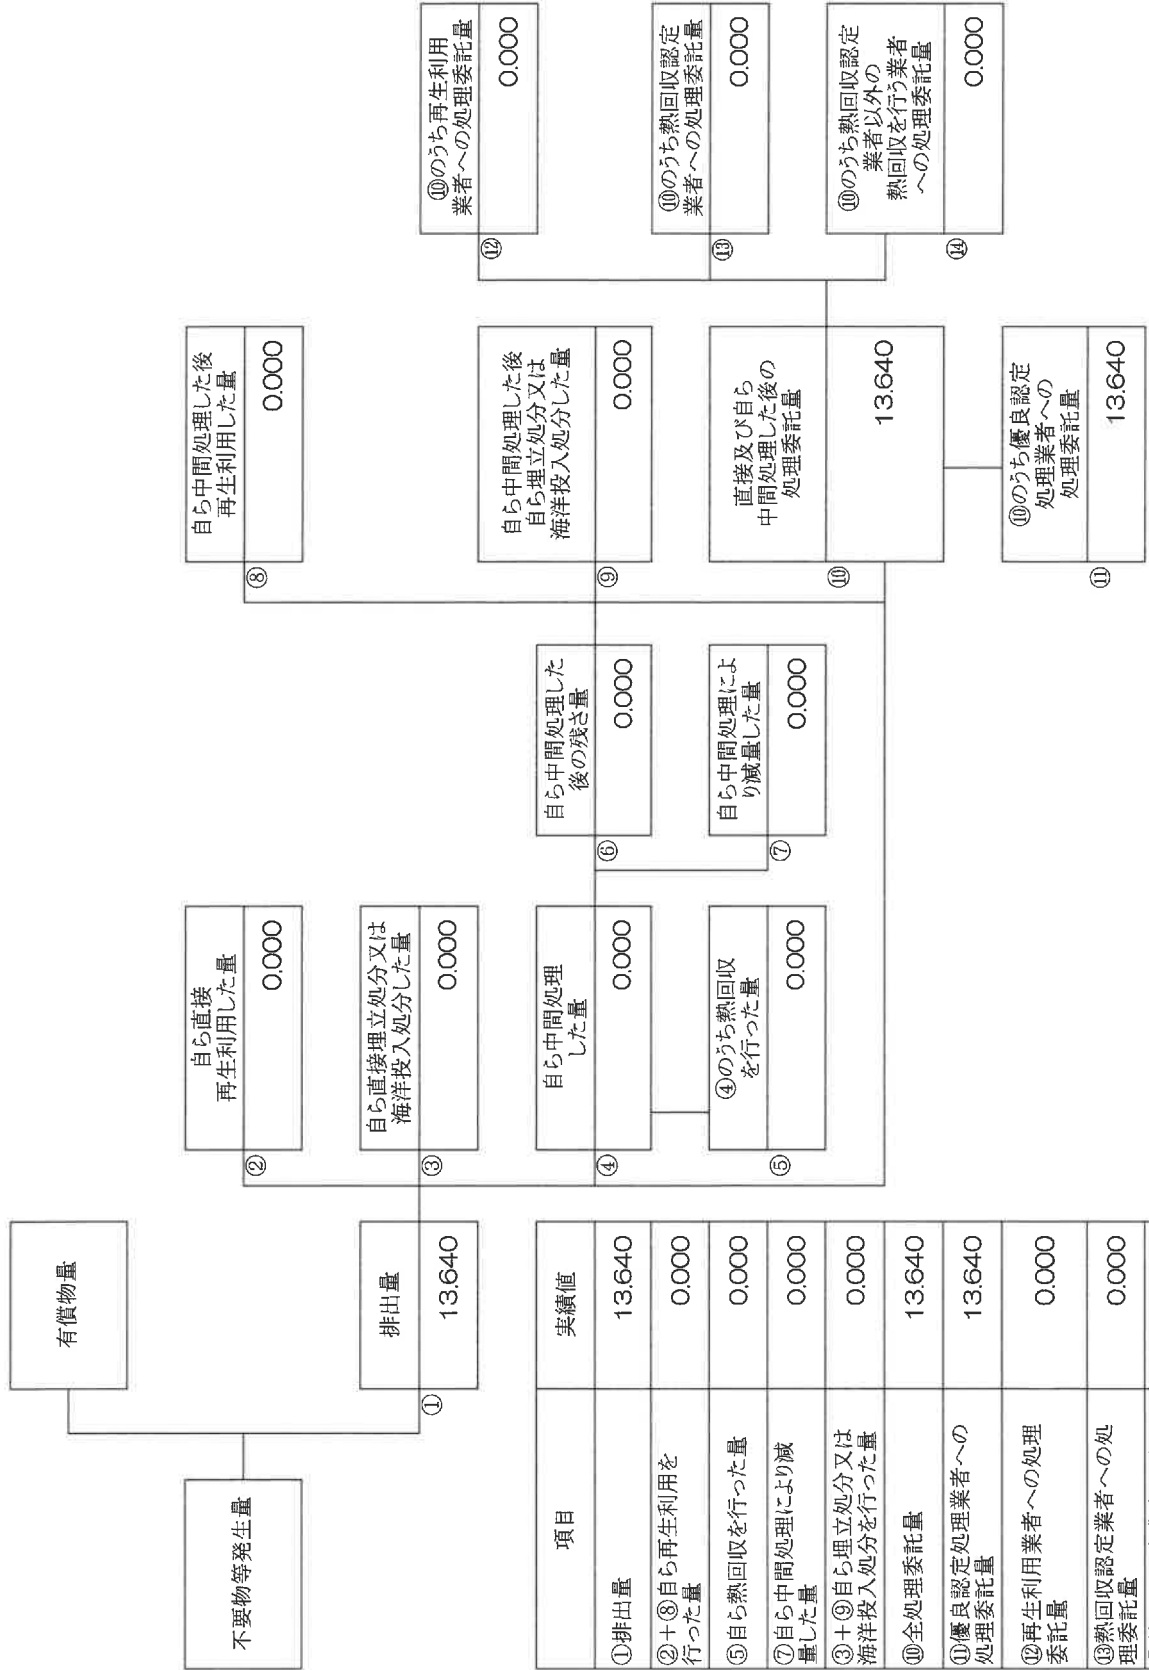 不要物等発生量
有償物量
排出量
① 13.640
自ら直接
再生利用した量
② 0.000
自ら直接埋立処分又は
海洋投入処分した量
③ 0.000
自ら中間処理
した量
④ 0.000
④のうち熱回収
を行った量
⑤ 0.000
自ら中間処理した
後の残さ量
⑥ 0.000
自ら中間処理によ
り減量した量
⑦ 0.000
自ら中間処理した後
再生利用した量
⑧ 0.000
自ら中間処理した後
自ら埋立処分又は
海洋投入処分した量
⑨ 0.000
直接及び自ら
中間処理した後の
処理委託量
⑩ 13.640
⑩のうち優良認定
処理業者への
処理委託量
⑪ 13.640
⑩のうち再生利用
業者への処理委託量
⑫ 0.000
⑩のうち熱回収認定
業者への処理委託量
⑬ 0.000
⑩のうち熱回収認定
業者以外の
熱回収を行う業者
への処理委託量
⑭ 0.000
項目 実績値
①排出量 13.640
②+⑧自ら再生利用を
行った量 0.000
⑤自ら熱回収を行った量 0.000
⑦自ら中間処理により減
量した量 0.000
③+⑨自ら埋立処分又は
海洋投入処分を行った量 0.000
⑩全処理委託量 13.640
⑪優良認定処理業者への
処理委託量 13.640
⑫再生利用業者への処理
委託量 0.000
⑬熱回収認定業者への処
理委託量 0.000